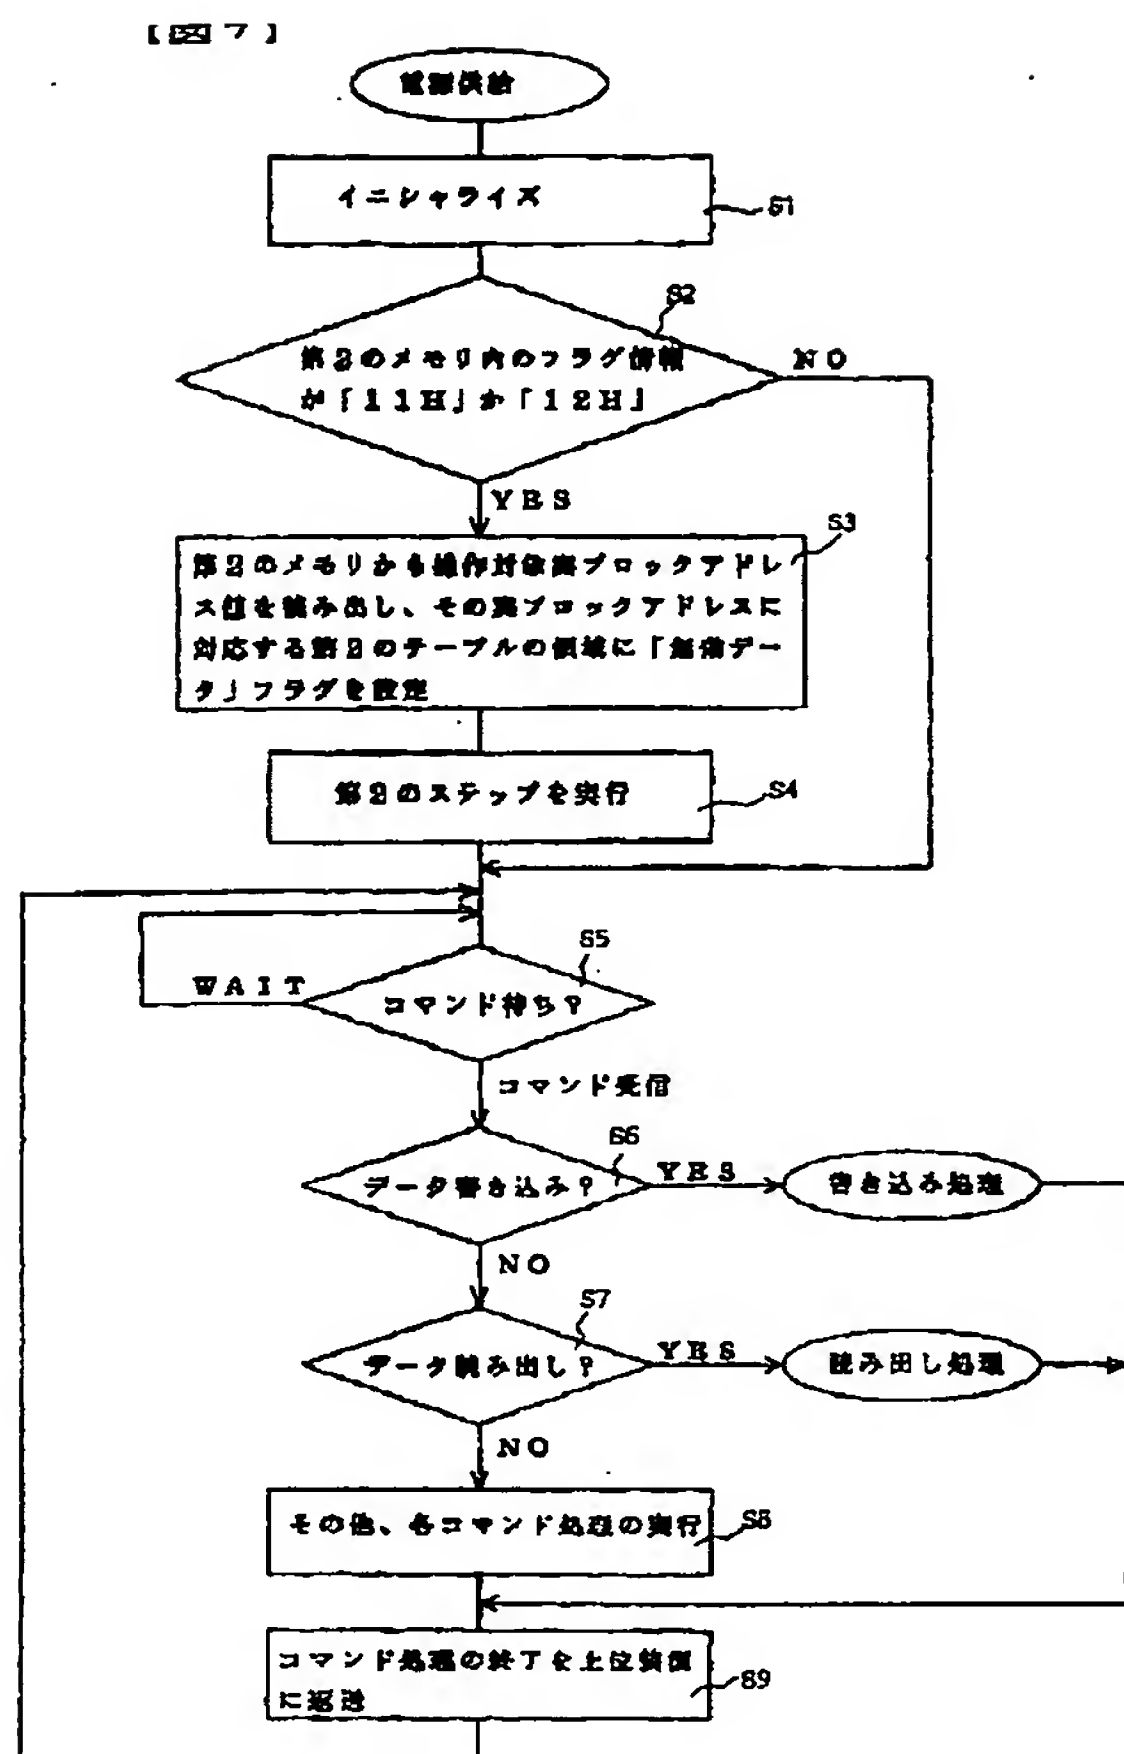 【図7】
電源供給
イニシャライズ
S1
S2
第2のメモリ内のフラグ情報
が「11H」か「12H」
NO
YES
S3
第2のメモリから操作対象実ブロックアドレ
ス値を読み出し、その実ブロックアドレスに
対応する第2のテーブルの領域に「無効デー
タ」フラグを設定
第2のステップを実行
S4
S5
WAIT
コマンド待ち?
コマンド受信
S6
データ書き込み?
YES
書き込み処理
NO
S7
データ読み出し?
YES
読み出し処理
NO
その他、各コマンド処理の実行
S8
コマンド処理の終了を上位装置
に返送
S9